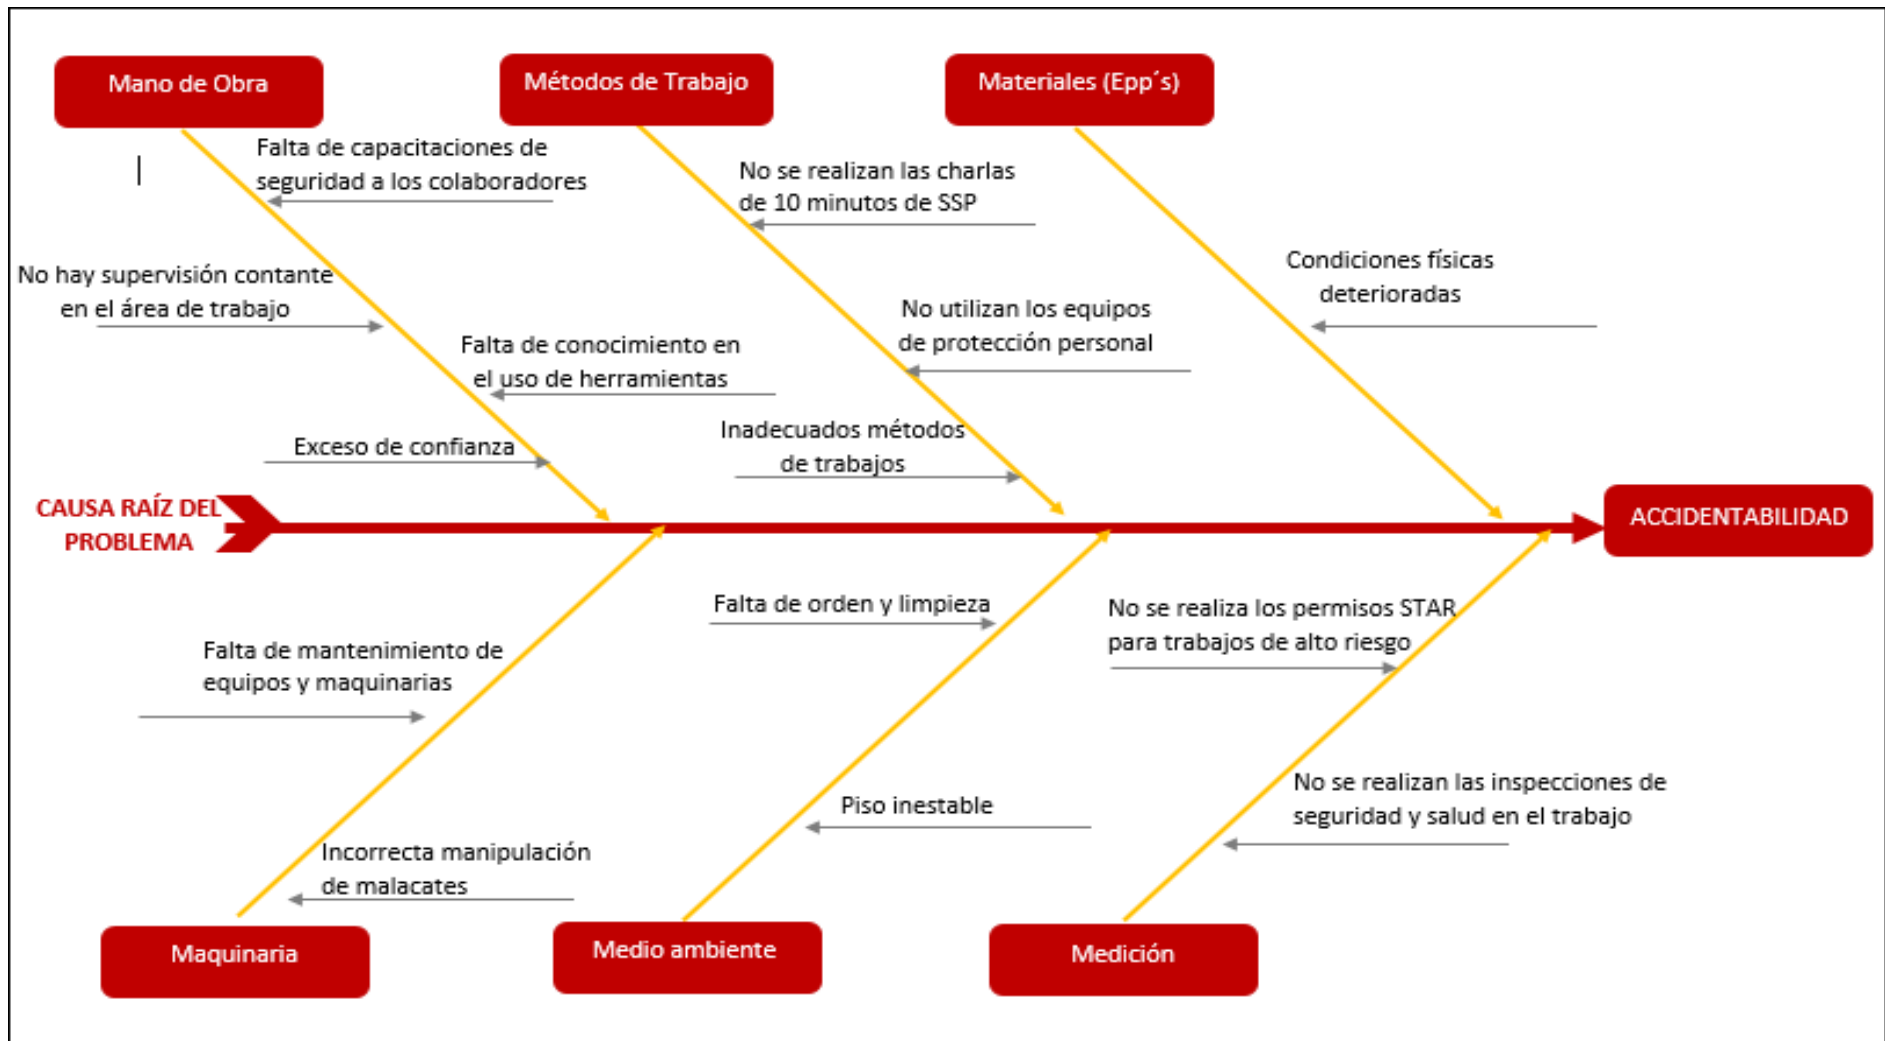 Mano de Obra
Métodos de Trabajo
Materiales (Epp´s)
Falta de capacitaciones de
seguridad a los colaboradores
No se realizan las charlas
de 10 minutos de SSP
Condiciones físicas
deterioradas
No hay supervisión contante
en el área de trabajo
No utilizan los equipos
de protección personal
Falta de conocimiento en
el uso de herramientas
Inadecuados métodos
de trabajos
Exceso de confianza
CAUSA RAÍZ DEL
PROBLEMA
ACCIDENTABILIDAD
Falta de orden y limpieza
No se realiza los permisos STAR
para trabajos de alto riesgo
Falta de mantenimiento de
equipos y maquinarias
No se realizan las inspecciones de
seguridad y salud en el trabajo
Piso inestable
Incorrecta manipulación
de malacates
Maquinaria
Medio ambiente
Medición